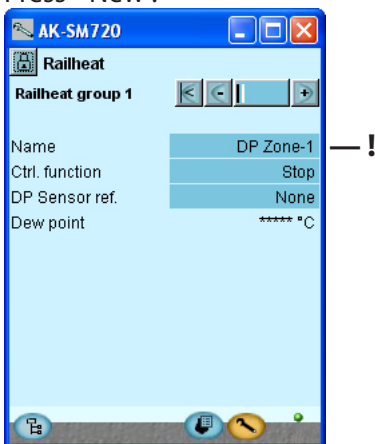 Press "New".
AK-SM720
Railheat
Railheat group 1
Name DP Zone-1 — !
Ctrl. function Stop
DP Sensor ref. None
Dew point ***** °C